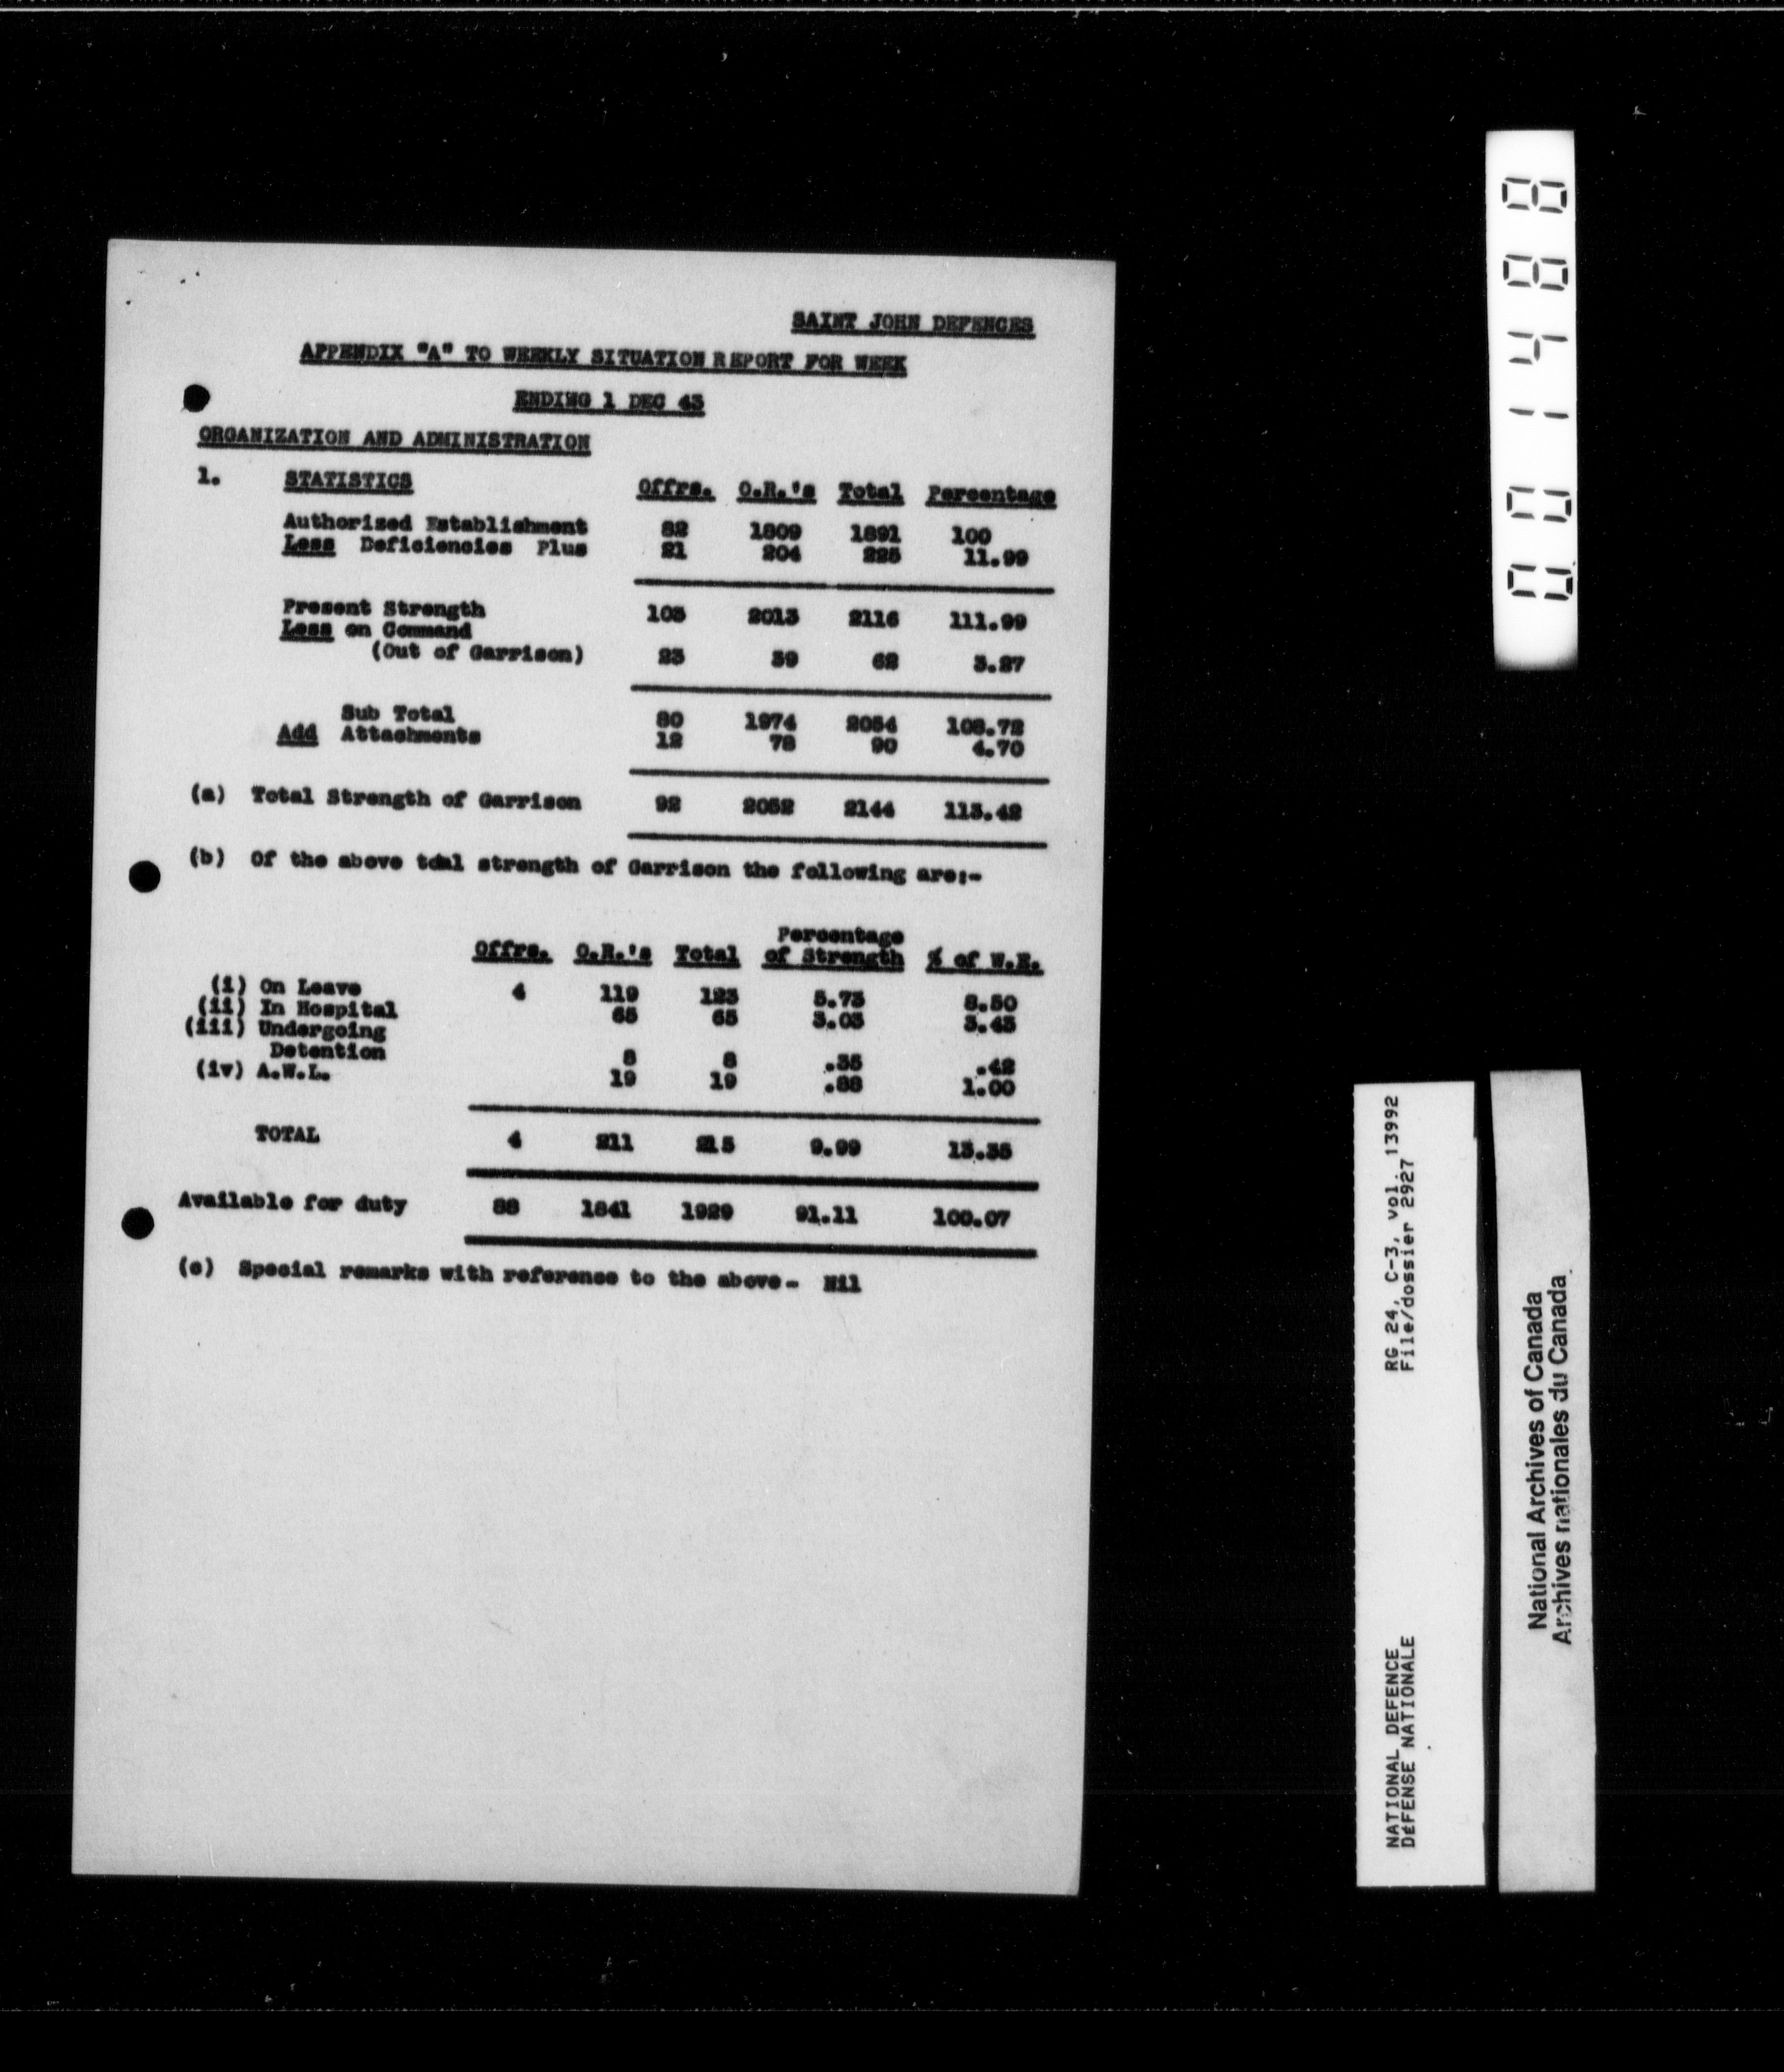 SAINT JOHN DEFENCES
APPENDIX "A" TO WEEKLY SITUATION REPORT FOR WEEK
ENDING 1 DEC 43
ORGANIZATION AND ADMINISTRATION
1. STATISTICS Offrs. O.R.'s Total Percentage
Authorized Establishment 82 1809 1891 100
Less Deficiencies Plus 21 204 225 11.99
Present Strength 103 2013 2116 111.99
Less on Command
(Out of Garrison) 23 39 62 3.27
Sub Total 80 1974 2054 108.72
Add Attachments 12 78 90 4.70
(a) Total Strength of Garrison 92 2052 2144 113.42
(b) Of the above total strength of Garrison the following are:-
Percentage
Offrs. O.R.'s Total of Strength % of W.E.
(i) On Leave 4 119 123 5.73 8.50
(ii) In Hospital 65 65 3.03 3.43
(iii) Undergoing
Detention 8 8 .35 .42
(iv) A.W.L. 19 19 .88 1.00
TOTAL 4 211 215 9.99 13.35
Available for duty 88 1841 1929 91.11 100.07
(c) Special remarks with reference to the above- Nil
001488
RG 24, C-3, vol. 13992
File/dossier 2927
NATIONAL DEFENCE
DÉFENSE NATIONALE
National Archives of Canada
Archives nationales du Canada